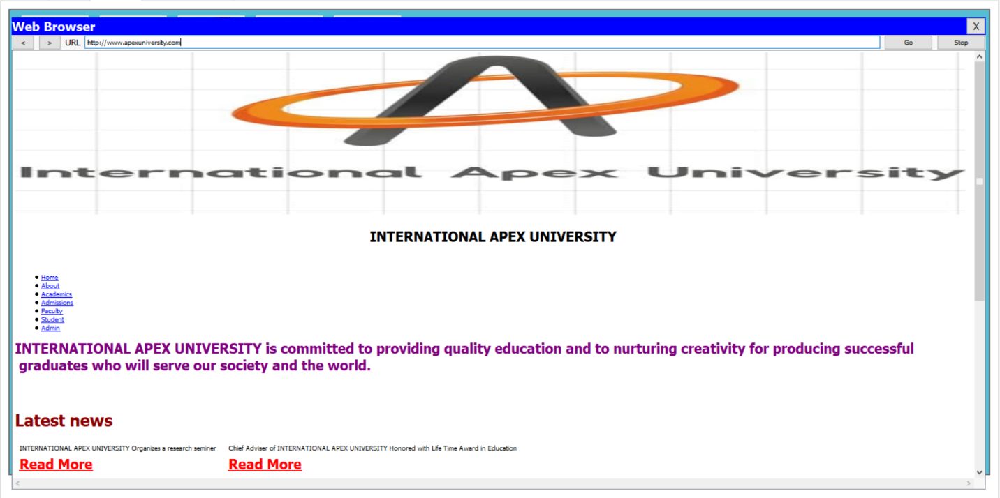 Web Browser
X
< > URL http://www.apexuniversity.com Go Stop
International Apex University
INTERNATIONAL APEX UNIVERSITY
Home
About
Academics
Admissions
Faculty
Student
Admin
INTERNATIONAL APEX UNIVERSITY is committed to providing quality education and to nurturing creativity for producing successful
graduates who will serve our society and the world.
Latest news
INTERNATIONAL APEX UNIVERSITY Organizes a research seminer Chief Adviser of INTERNATIONAL APEX UNIVERSITY Honored with Life Time Award in Education
Read More Read More